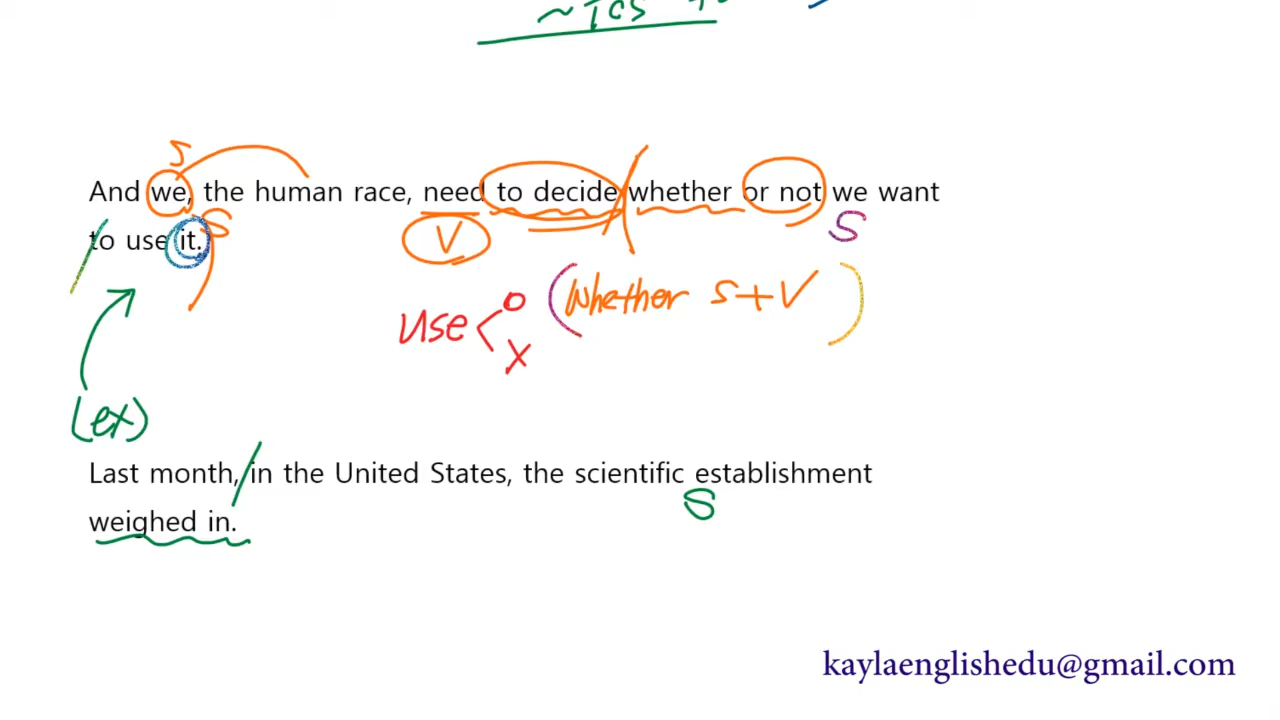 And we, the human race, need to decide whether or not we want
to use it.
S
S
V
S
use < o x
(Whether S+V)
(ex)
Last month, in the United States, the scientific establishment
S
weighed in.
kaylaenglishedu@gmail.com